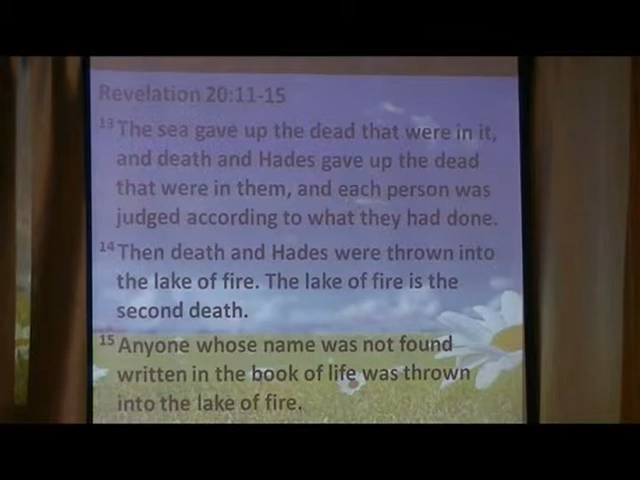 Revelation 20:11-15
13 The sea gave up the dead that were in it,
and death and Hades gave up the dead
that were in them, and each person was
judged according to what they had done.
14 Then death and Hades were thrown into
the lake of fire. The lake of fire is the
second death.
15 Anyone whose name was not found
written in the book of life was thrown
into the lake of fire.